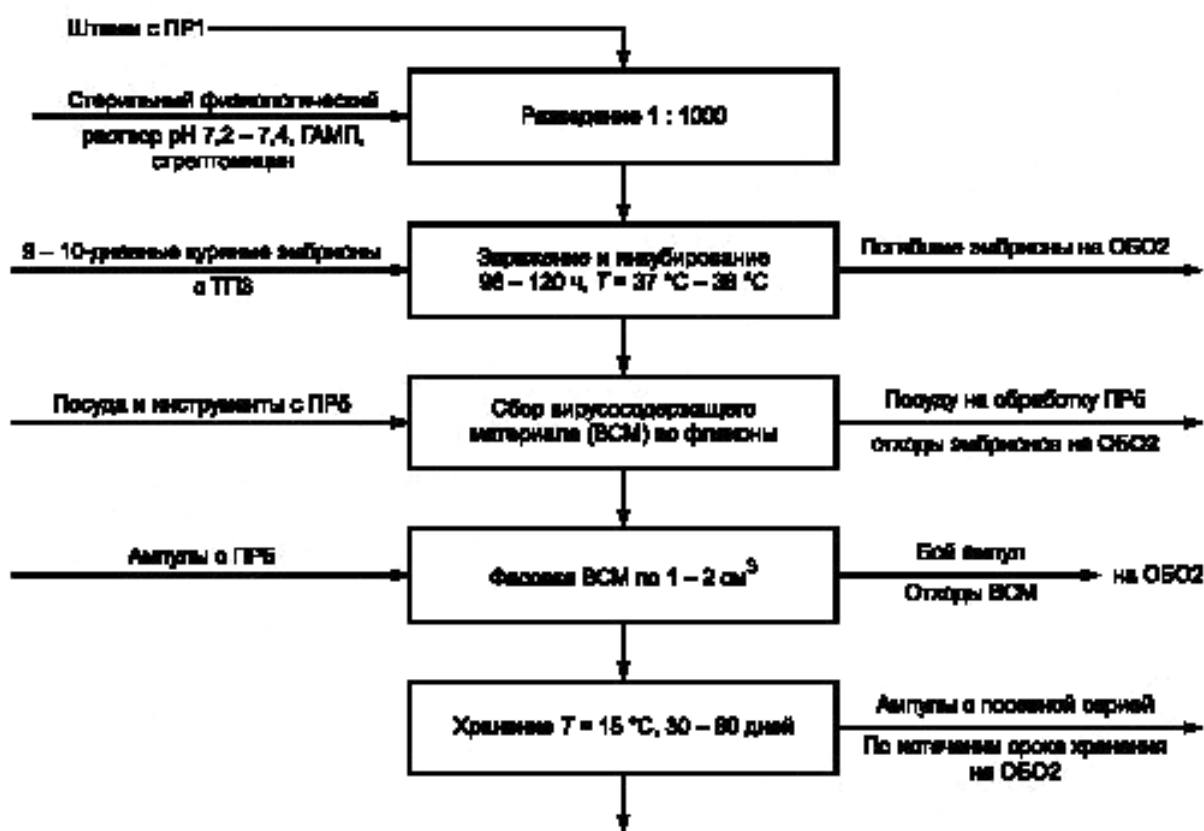 Штамм с ПР1
Стерильный физиологический
раствор pH 7,2 – 7,4, ГАМП,
стрептомицин
Разведение 1 : 1000
9 – 10-дневные куриные эмбрионы
с ТП3
Заражение и инкубирование
96 – 120 ч, T = 37 °C – 38 °C
Погибшие эмбрионы на ОБО2
Посуда и инструменты с ПР5
Сбор вирусосодержащего
материала (ВСМ) во флаконы
Посуду на обработку ПР5
отходы эмбрионов на ОБО2
Ампулы с ПР5
Фасовка ВСМ по 1 – 2 см³
Бой ампул
Отходы ВСМ
на ОБО2
Хранение T = 15 °C, 30 – 90 дней
Ампулы с посевной серией
По истечении срока хранения
на ОБО2